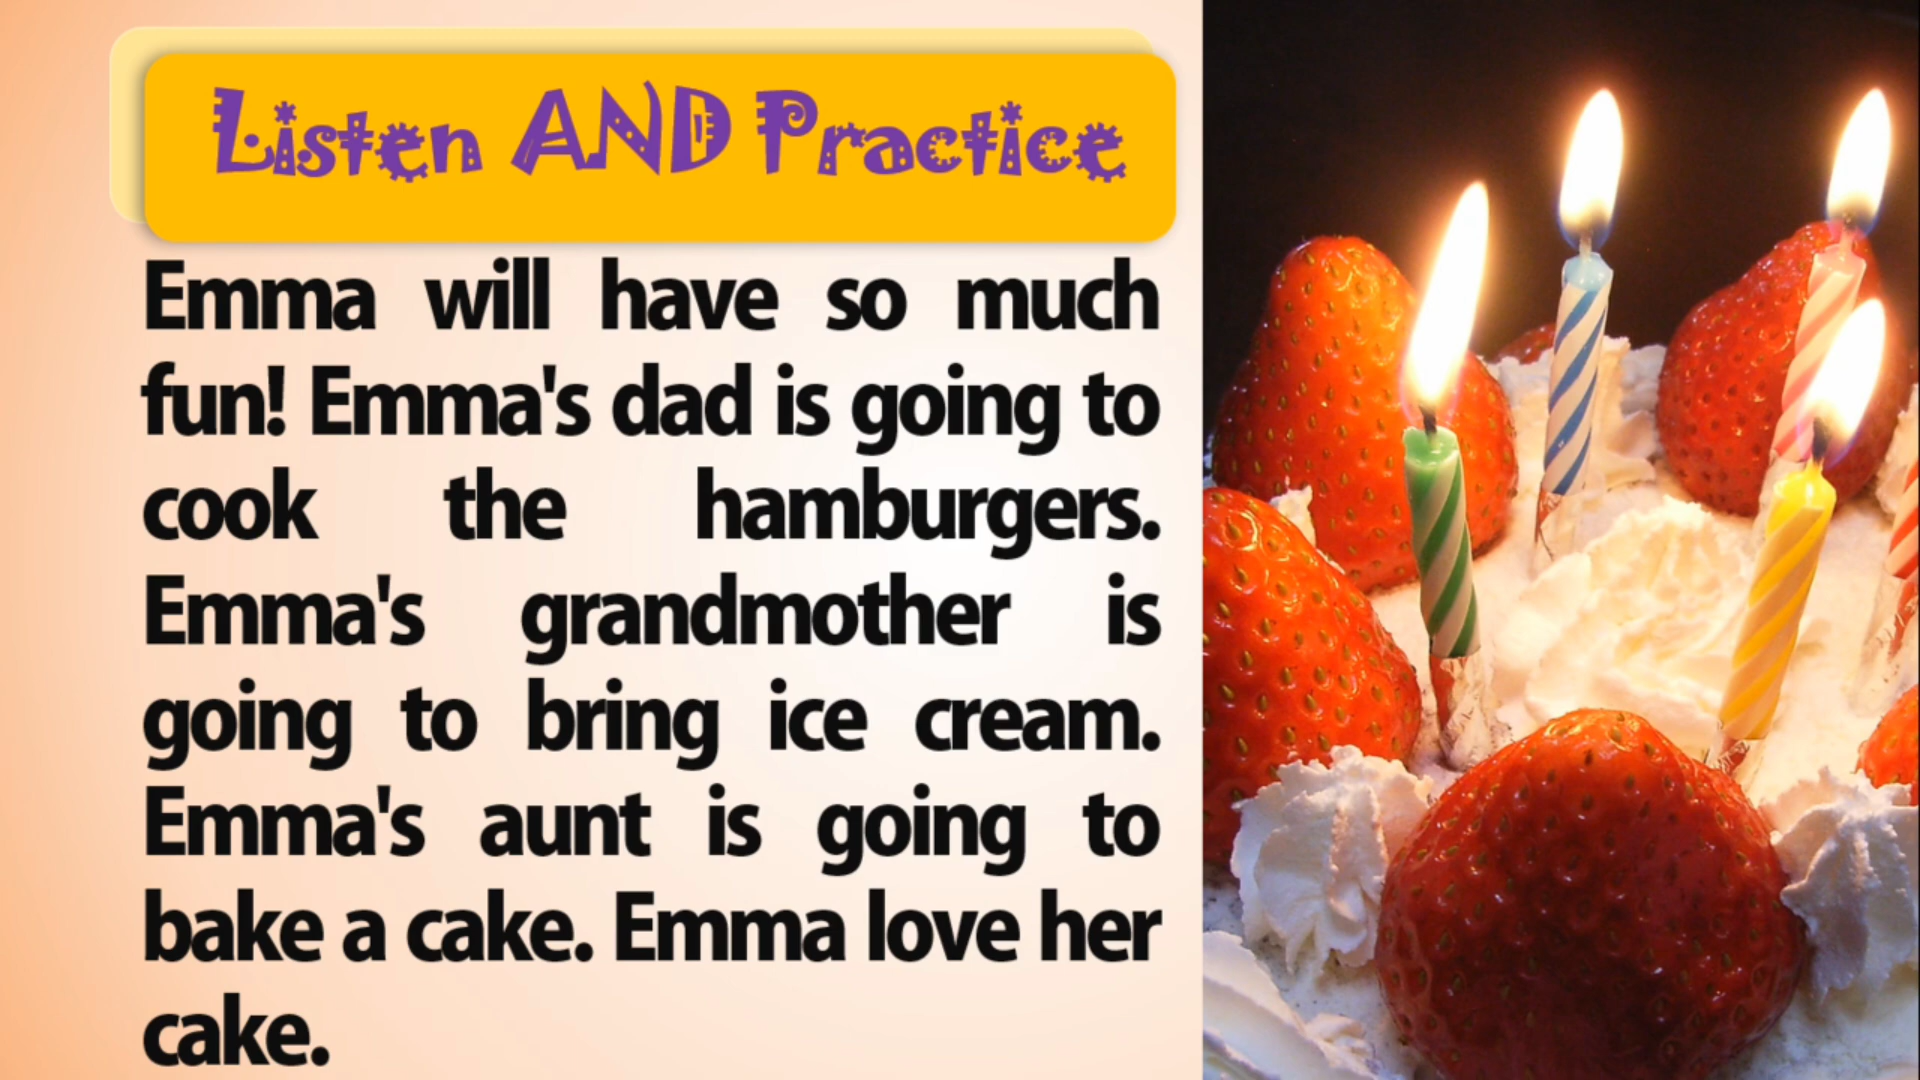 Listen AND Practice
Emma will have so much
fun! Emma's dad is going to
cook the hamburgers.
Emma's grandmother is
going to bring ice cream.
Emma's aunt is going to
bake a cake. Emma love her
cake.